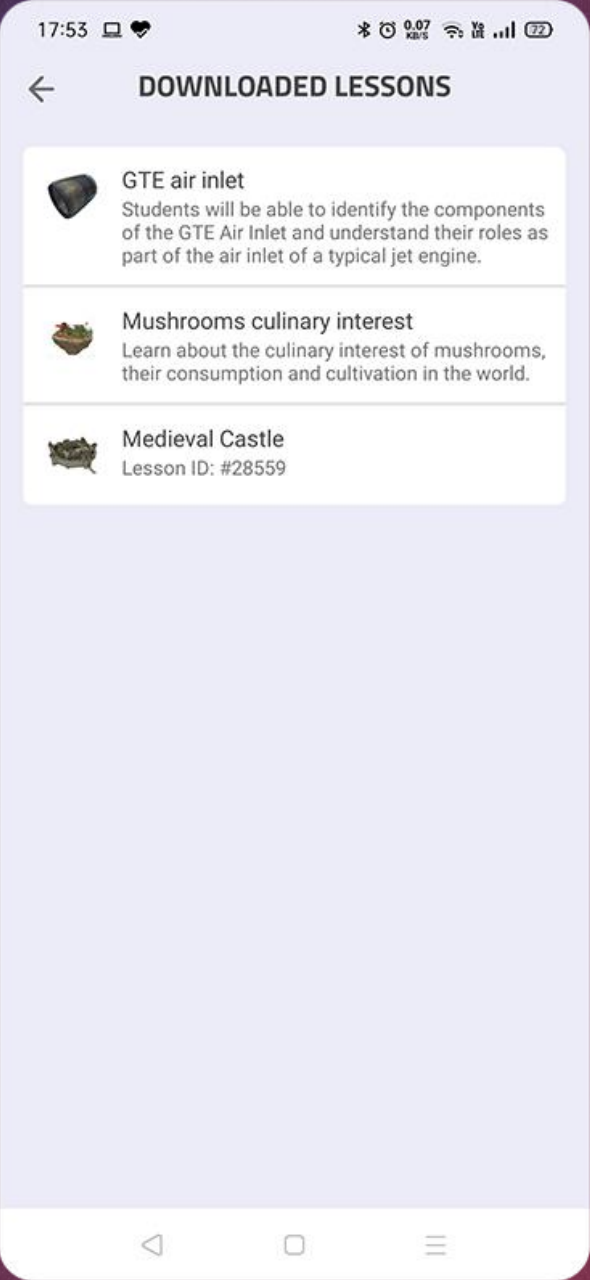 17:53 0.07 KB/S Vo LTE 72
DOWNLOADED LESSONS
GTE air inlet
Students will be able to identify the components
of the GTE Air Inlet and understand their roles as
part of the air inlet of a typical jet engine.
Mushrooms culinary interest
Learn about the culinary interest of mushrooms,
their consumption and cultivation in the world.
Medieval Castle
Lesson ID: #28559